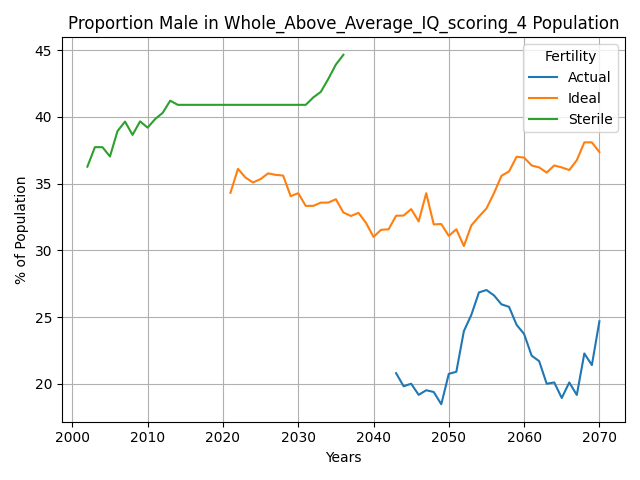 Proportion Male in Whole_Above_Average_IQ_scoring_4 Population
Fertility
Actual
Ideal
Sterile
% of Population
45
40
35
30
25
20
2000 2010 2020 2030 2040 2050 2060 2070
Years